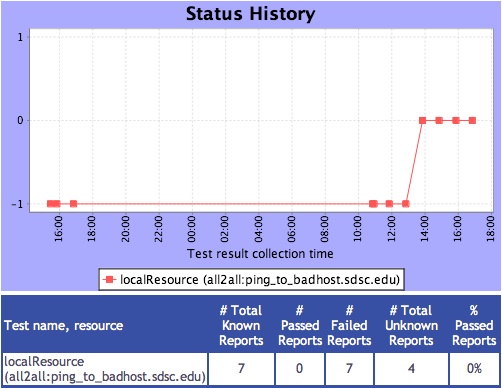 Status History
1
0
-1
16:00 18:00 20:00 22:00 00:00 02:00 04:00 06:00 08:00 10:00 12:00 14:00 16:00 18:00
Test result collection time
localResource (all2all:ping_to_badhost.sdsc.edu)
Test name, resource
# Total Known Reports
# Passed Reports
# Failed Reports
# Total Unknown Reports
% Passed Reports
localResource
(all2all:ping_to_badhost.sdsc.edu)
7 0 7 4 0%